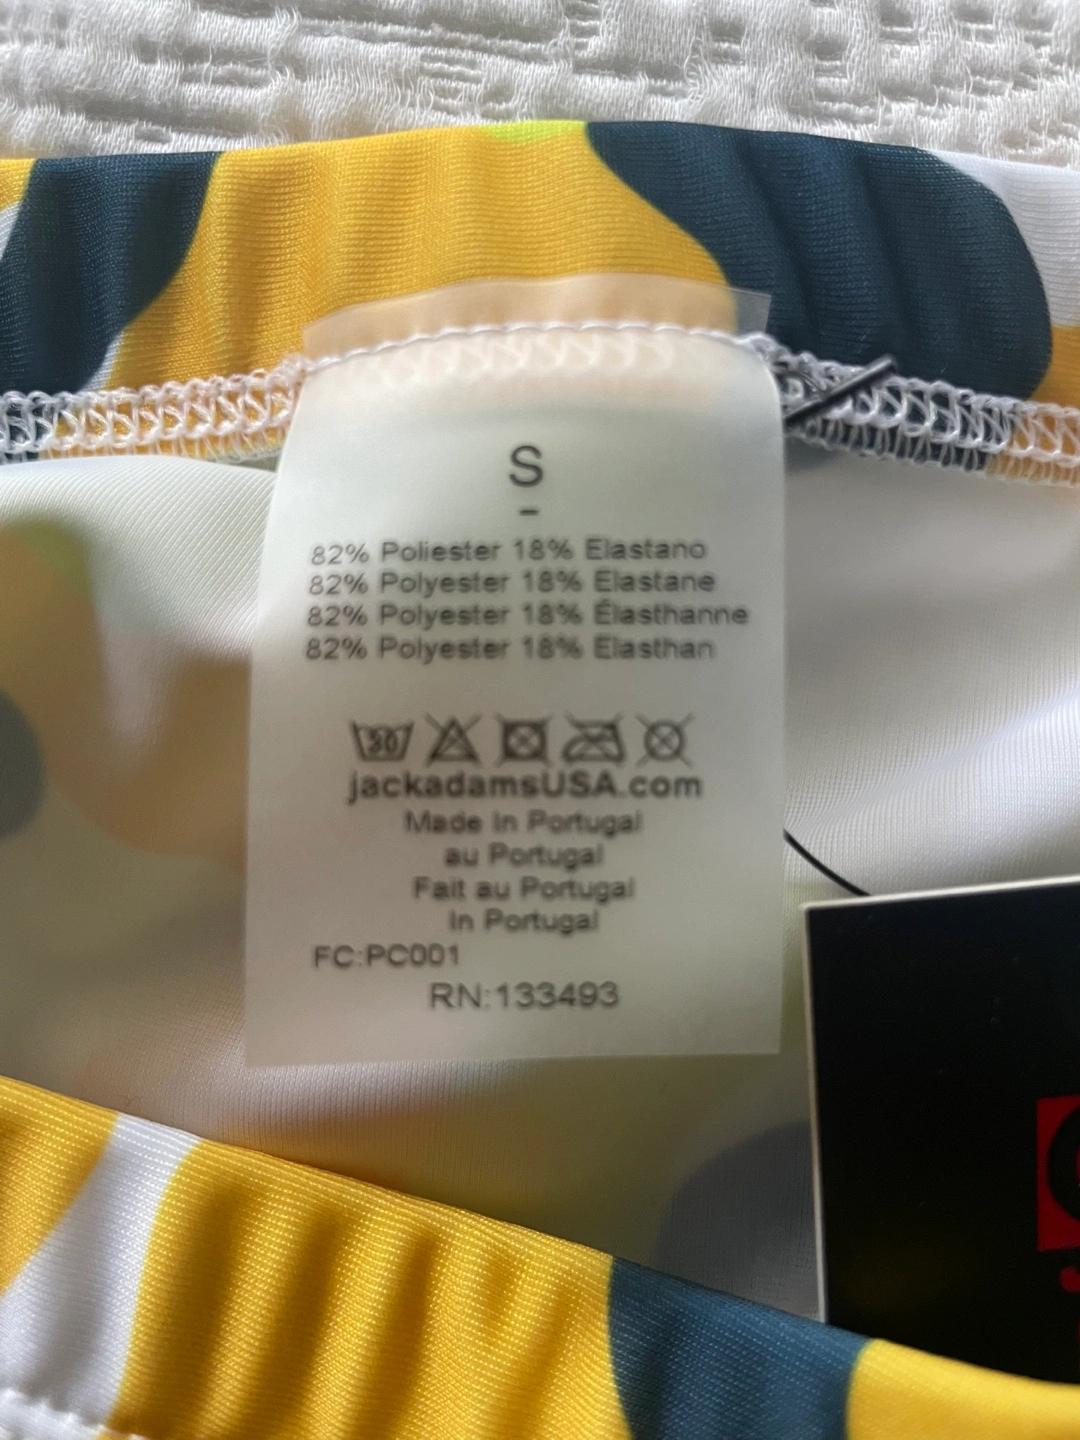 S
-
82% Poliester 18% Elastano
82% Polyester 18% Elastane
82% Polyester 18% Élasthanne
82% Polyester 18% Elasthan
30
jackadamsUSA.com
Made In Portugal
au Portugal
Fait au Portugal
In Portugal
FC:PC001
RN:133493